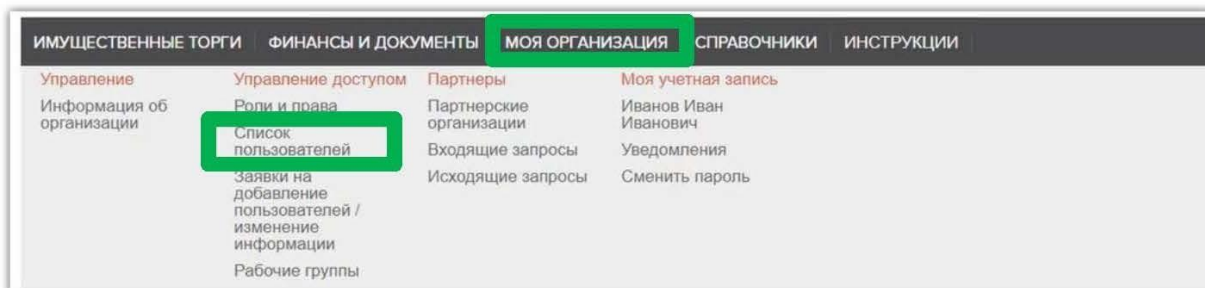 ИМУЩЕСТВЕННЫЕ ТОРГИ ФИНАНСЫ И ДОКУМЕНТЫ МОЯ ОРГАНИЗАЦИЯ СПРАВОЧНИКИ ИНСТРУКЦИИ
Управление
Информация об
организации
Управление доступом
Роли и права
Список
пользователей
Заявки на
добавление
пользователей /
изменение
информации
Рабочие группы
Партнеры
Партнерские
организации
Входящие запросы
Исходящие запросы
Моя учетная запись
Иванов Иван
Иванович
Уведомления
Сменить пароль